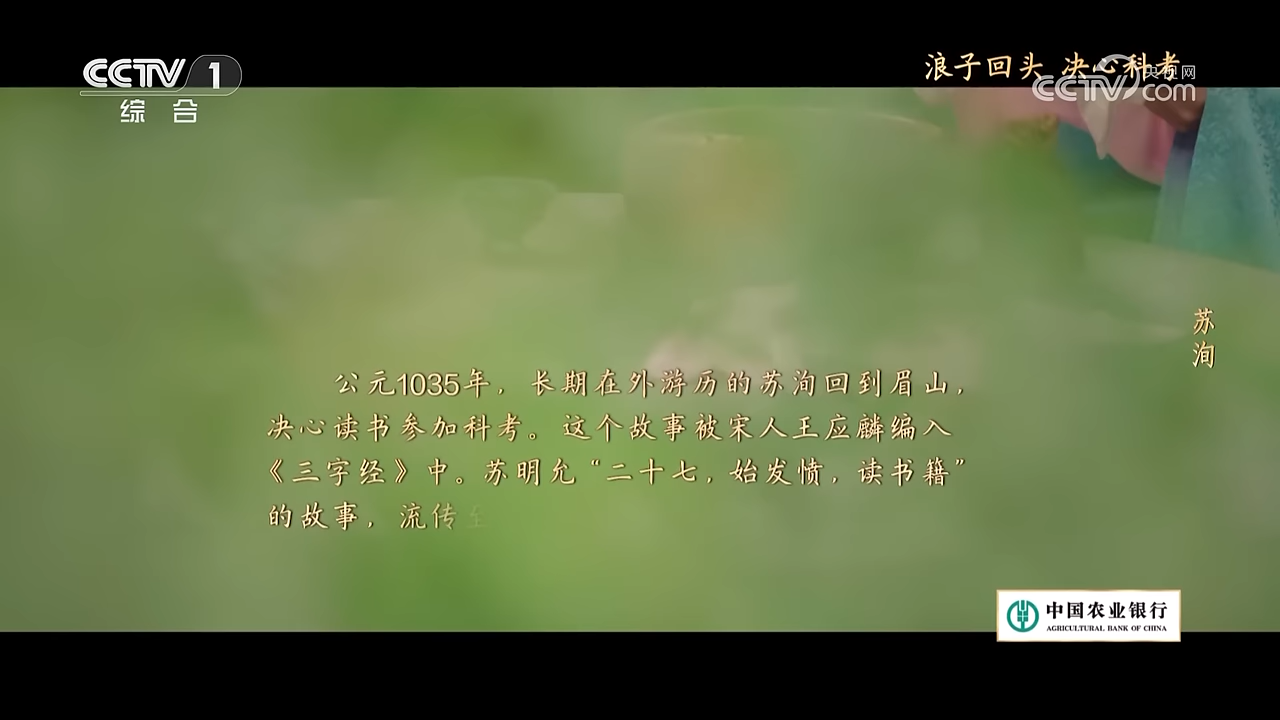 CCTV 1
综合
浪子回头 决心科考
央视网
CCTV.com
苏洵
公元1035年，长期在外游历的苏洵回到眉山，
决心读书参加科考。这个故事被宋人王应麟编入
《三字经》中。苏明允“二十七，始发愤，读书籍”
的故事，流传至
中国农业银行
AGRICULTURAL BANK OF CHINA